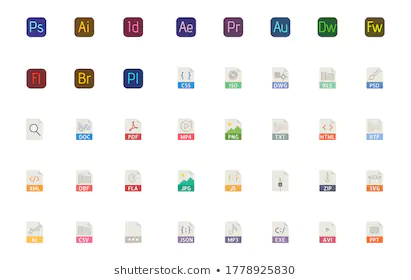 Ps Ai Id Ae Pr Au Dw Fw
Fl Br Pl CSS ISO DWG XLS PSD
DOC PDF MP4 PNG TXT HTML RTF
XML DBF FLA JPG JS ZIP SVG
AI CSV JSON MP3 EXE AVI PPT
shutterstock.com · 1778925830